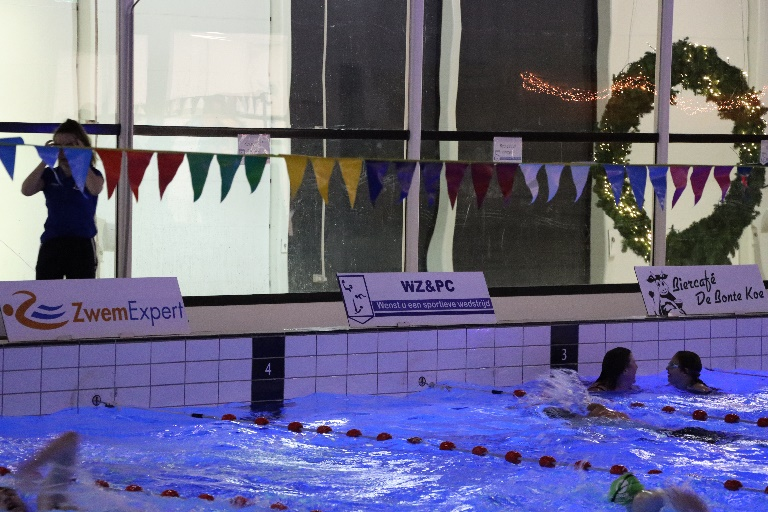 ZwemExpert
WZ&PC
Wenst u een sportieve wedstrijd
Biercafé
De Bonte Koe
4
3